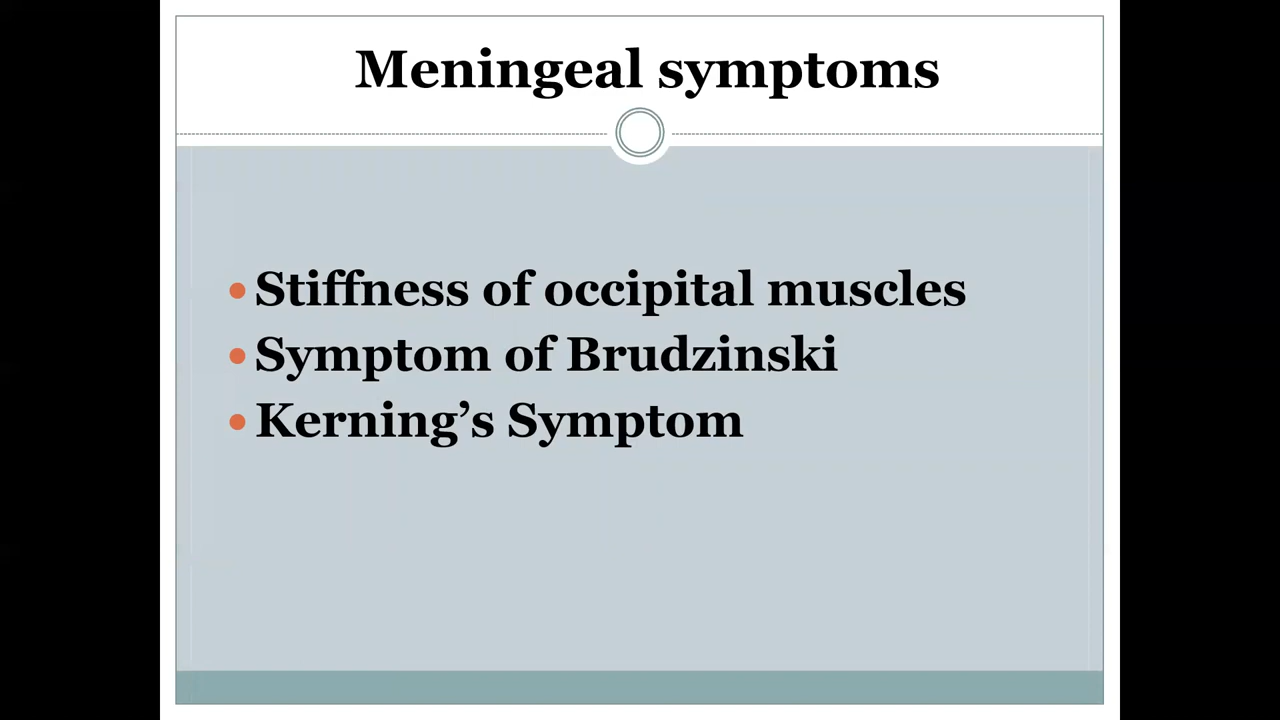 Meningeal symptoms
Stiffness of occipital muscles
Symptom of Brudzinski
Kerning’s Symptom